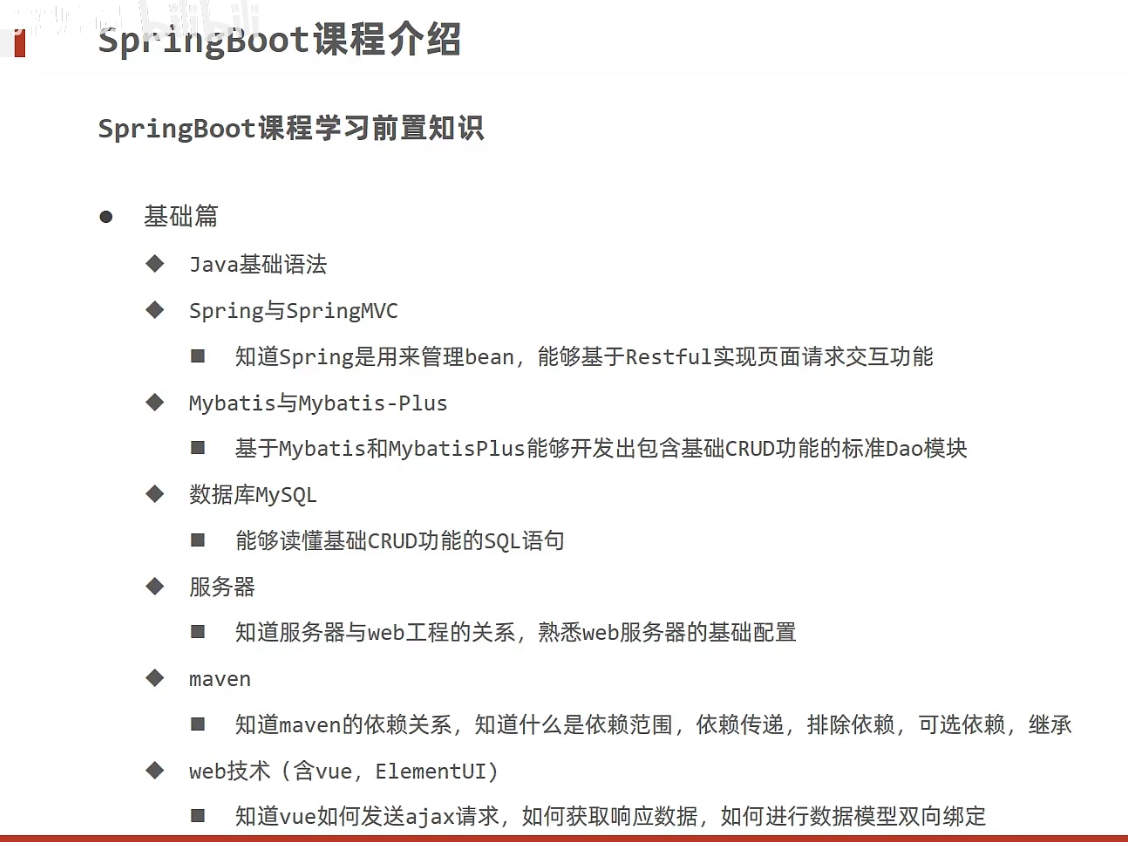 bilibili
SpringBoot课程介绍
SpringBoot课程学习前置知识
基础篇
Java基础语法
Spring与SpringMVC
知道Spring是用来管理bean，能够基于Restful实现页面请求交互功能
Mybatis与Mybatis-Plus
基于Mybatis和MybatisPlus能够开发出包含基础CRUD功能的标准Dao模块
数据库MySQL
能够读懂基础CRUD功能的SQL语句
服务器
知道服务器与web工程的关系，熟悉web服务器的基础配置
maven
知道maven的依赖关系，知道什么是依赖范围，依赖传递，排除依赖，可选依赖，继承
web技术（含vue，ElementUI）
知道vue如何发送ajax请求，如何获取响应数据，如何进行数据模型双向绑定